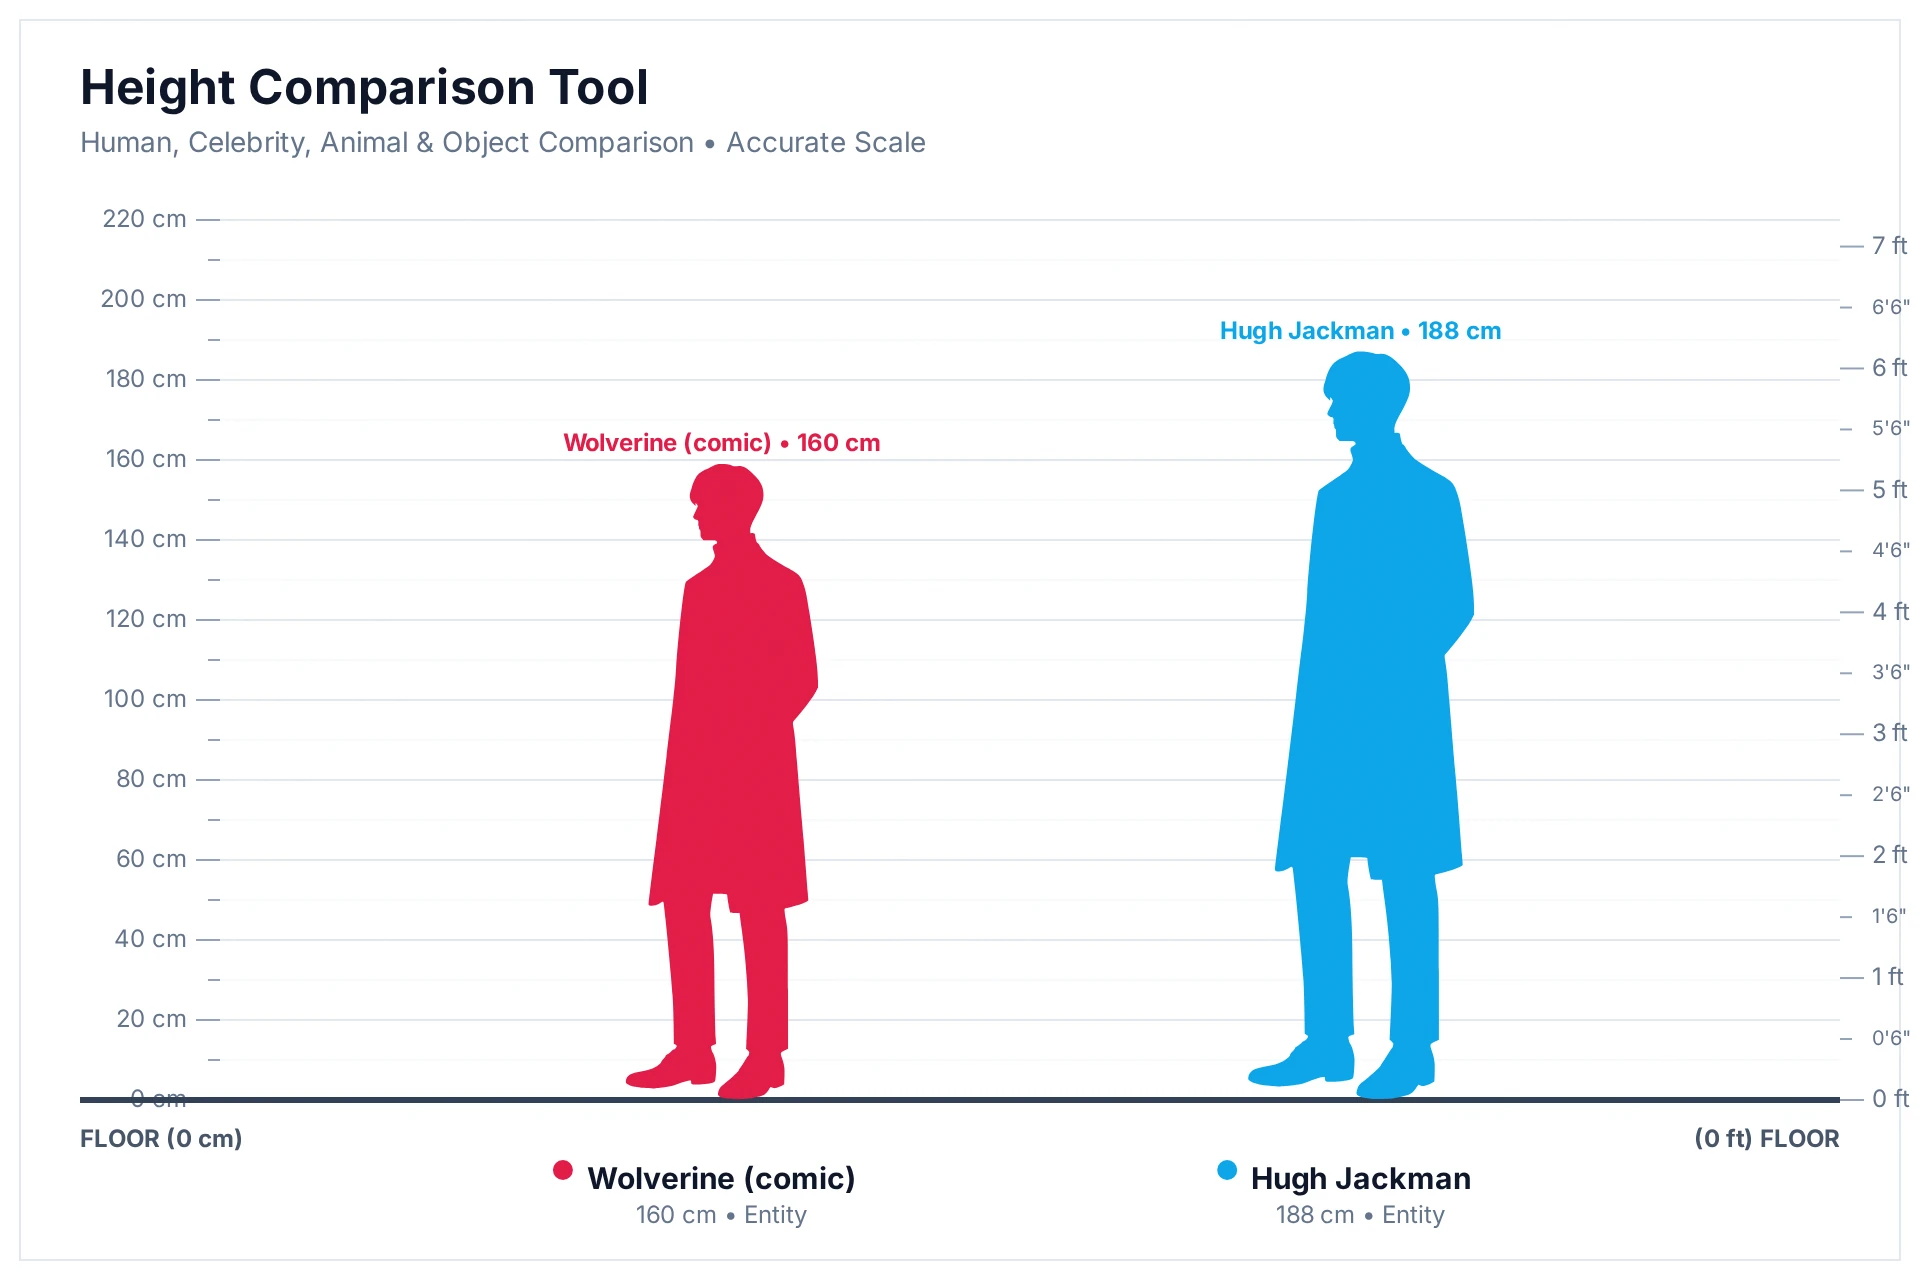 Height Comparison Tool
Human, Celebrity, Animal & Object Comparison • Accurate Scale
220 cm
7 ft
200 cm
6'6"
Hugh Jackman • 188 cm
180 cm
6 ft
5'6"
Wolverine (comic) • 160 cm
160 cm
5 ft
140 cm
4'6"
120 cm
4 ft
3'6"
100 cm
3 ft
80 cm
2'6"
60 cm
2 ft
1'6"
40 cm
1 ft
20 cm
0'6"
0 cm
0 ft
FLOOR (0 cm)
(0 ft) FLOOR
Wolverine (comic)
Hugh Jackman
160 cm • Entity
188 cm • Entity